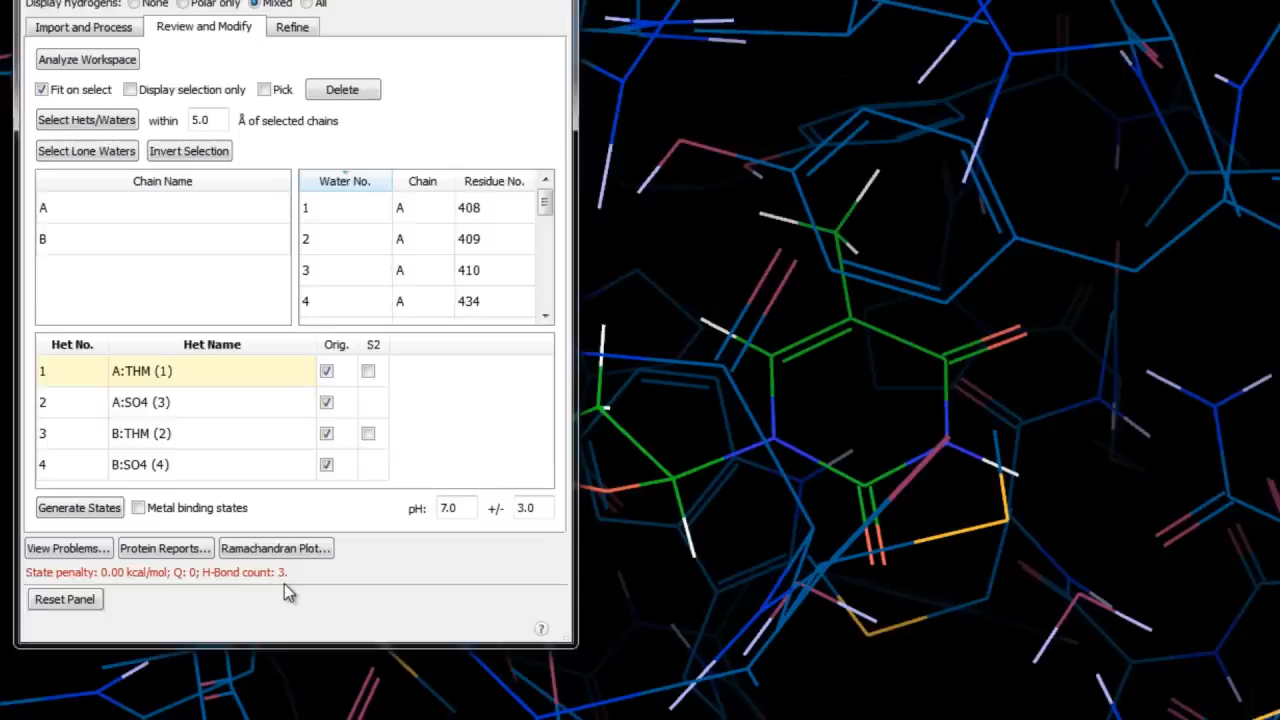 Display hydrogens: None Polar only Mixed All
Import and Process Review and Modify Refine
Analyze Workspace
Fit on select Display selection only Pick Delete
Select Hets/Waters within 5.0 Å of selected chains
Select Lone Waters Invert Selection
Chain Name Water No. Chain Residue No.
A 1 A 408
B 2 A 409
3 A 410
4 A 434
Het No. Het Name Orig. S2
1 A:THM (1)
2 A:SO4 (3)
3 B:THM (2)
4 B:SO4 (4)
Generate States Metal binding states pH: 7.0 +/- 3.0
View Problems... Protein Reports... Ramachandran Plot...
State penalty: 0.00 kcal/mol; Q: 0; H-Bond count: 3.
Reset Panel
?